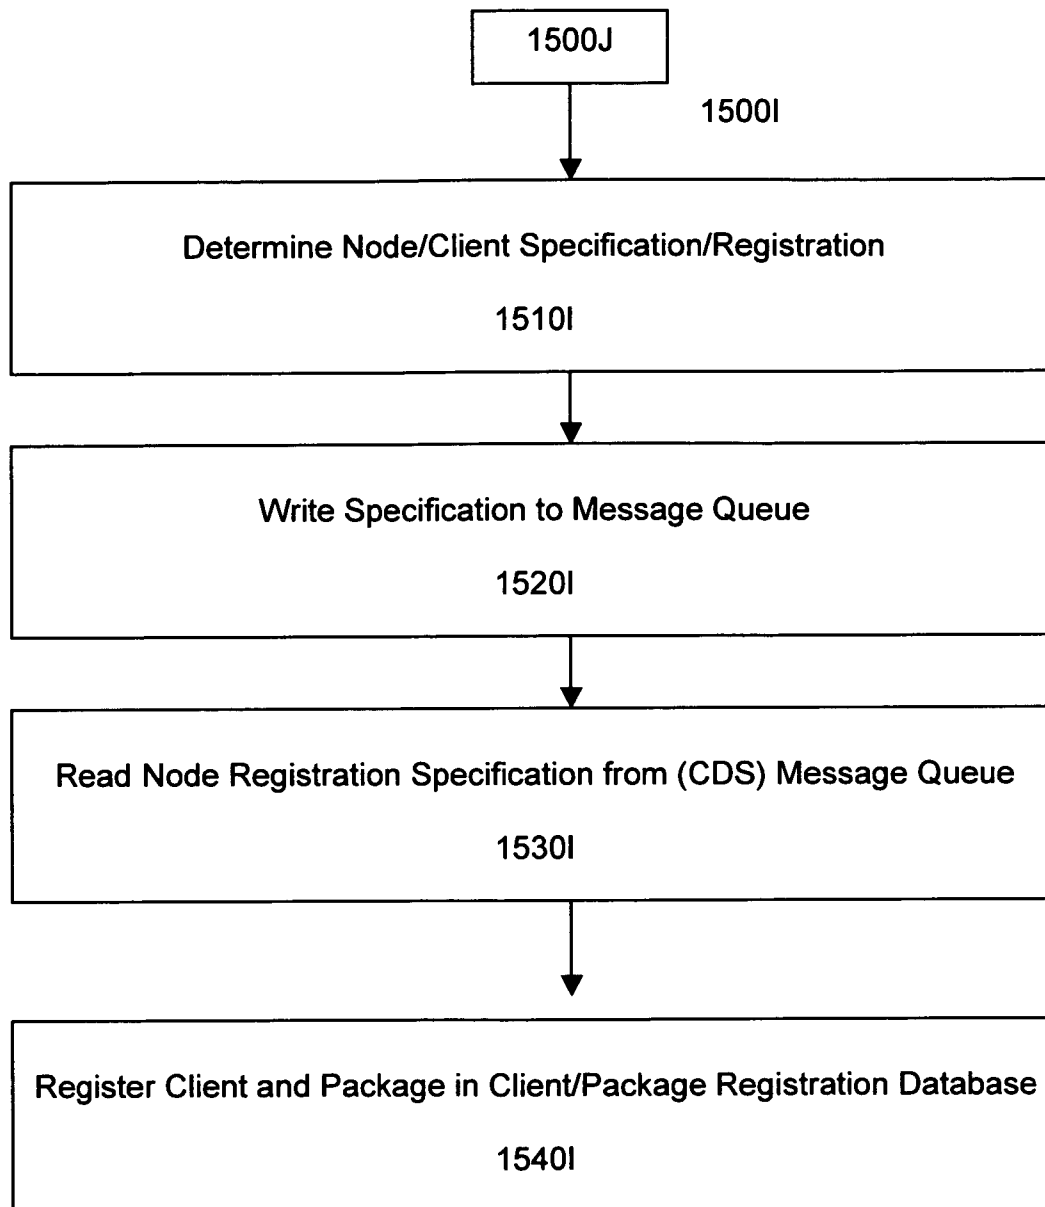 1500J
1500I
Determine Node/Client Specification/Registration
1510I
Write Specification to Message Queue
1520I
Read Node Registration Specification from (CDS) Message Queue
1530I
Register Client and Package in Client/Package Registration Database
1540I